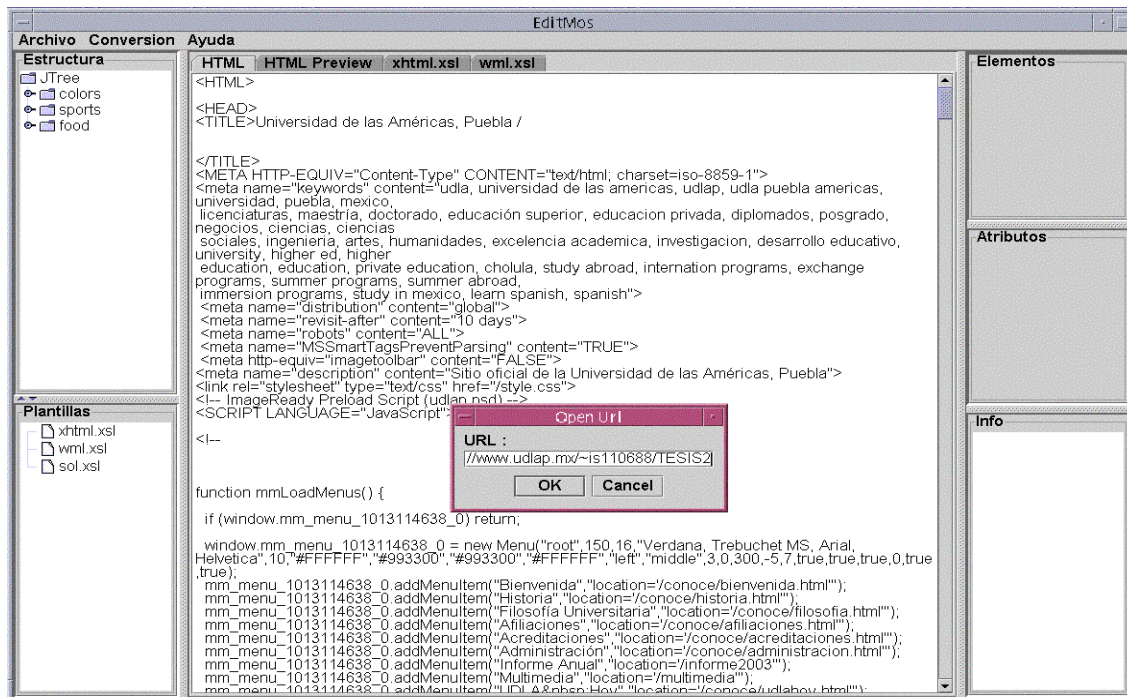 EditMos
Archivo Conversion Ayuda
Estructura
JTree
colors
sports
food
Plantillas
xhtml.xsl
wml.xsl
sol.xsl
HTML HTML Preview xhtml.xsl wml.xsl
<HTML>
<HEAD>
<TITLE>Universidad de las Américas, Puebla /
</TITLE>
<META HTTP-EQUIV="Content-Type" CONTENT="text/html; charset=iso-8859-1">
<meta name="keywords" content="udla, universidad de las americas, udlap, udla puebla americas,
universidad, puebla, mexico,
licenciaturas, maestría, doctorado, educación superior, educacion privada, diplomados, posgrado,
negocios, ciencias, ciencias
sociales, ingenieria, artes, humanidades, excelencia academica, investigacion, desarrollo educativo,
university, higher ed, higher
education, education, private education, cholula, study abroad, internation programs, exchange
programs, summer programs, summer abroad,
immersion programs, study in mexico, learn spanish, spanish">
<meta name="distribution" content="global">
<meta name="revisit-after" content="10 days">
<meta name="robots" content="ALL">
<meta name="MSSmartTagsPreventParsing" content="TRUE">
<meta http-equiv="imagetoolbar" content="FALSE">
<meta name="description" content="Sitio oficial de la Universidad de las Américas, Puebla">
<link rel="stylesheet" type="text/css" href="/style.css">
<!-- ImageReady Preload Script (udlap.psd) -->
<SCRIPT LANGUAGE="JavaScript">
<!--
function mmLoadMenus() {
if (window.mm_menu_1013114638_0) return;
window.mm_menu_1013114638_0 = new Menu("root",150,16,"Verdana, Trebuchet MS, Arial,
Helvetica",10,"#FFFFFF","#993300","#993300","#FFFFFF","left","middle",3,0,300,-5,7,true,true,true,0,true
,true);
mm_menu_1013114638_0.addMenuItem("Bienvenida","location='/conoce/bienvenida.html'");
mm_menu_1013114638_0.addMenuItem("Historia","location='/conoce/historia.html'");
mm_menu_1013114638_0.addMenuItem("Filosofía Universitaria","location='/conoce/filosofia.html'");
mm_menu_1013114638_0.addMenuItem("Afiliaciones","location='/conoce/afiliaciones.html'");
mm_menu_1013114638_0.addMenuItem("Acreditaciones","location='/conoce/acreditaciones.html'");
mm_menu_1013114638_0.addMenuItem("Administración","location='/conoce/administracion.html'");
mm_menu_1013114638_0.addMenuItem("Informe Anual","location='/informe2003'");
mm_menu_1013114638_0.addMenuItem("Multimedia","location='/multimedia'");
mm_menu_1013114638_0.addMenuItem("UDLA&nbsp;Hoy","location='/conoce/udlahoy.html'");
Open Url
URL :
//www.udlap.mx/~is110688/TESIS2
OK Cancel
Elementos
Atributos
Info